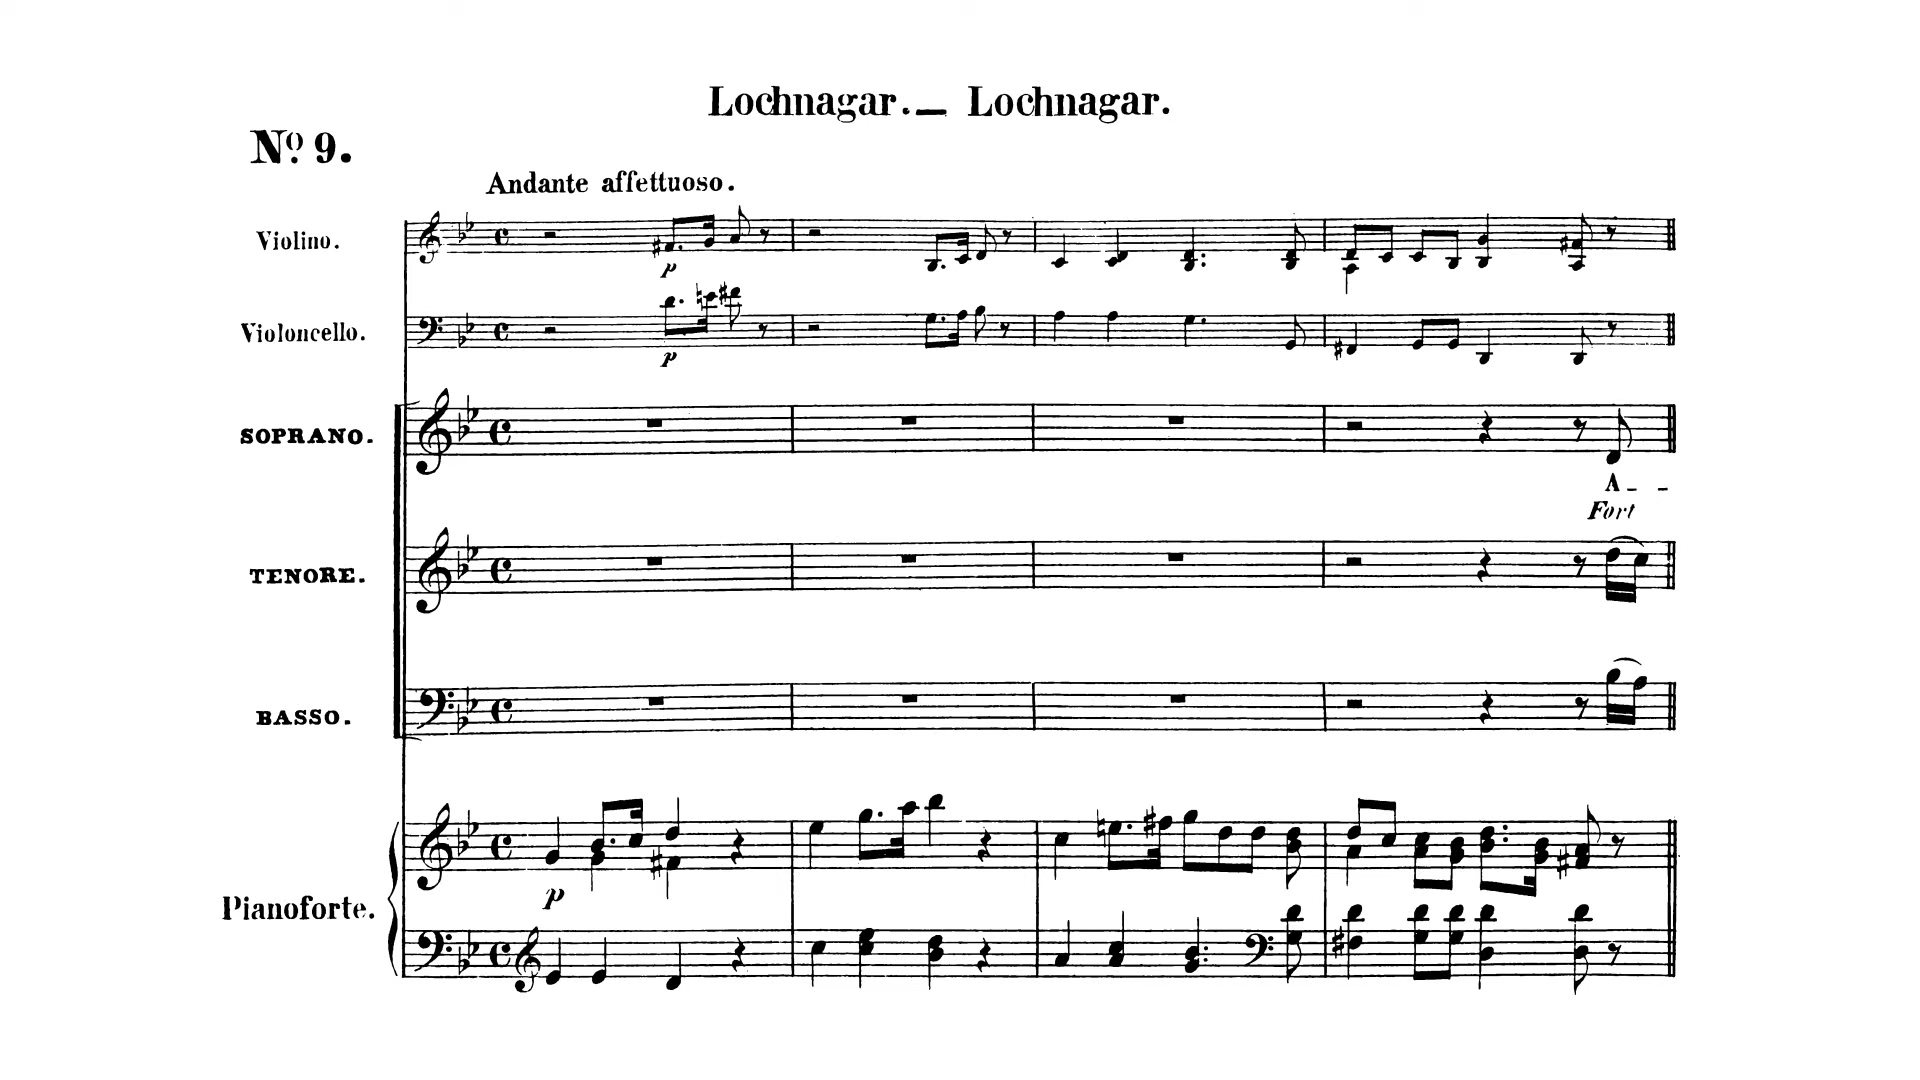 Lochnagar. — Lochnagar.
Nº 9.
Andante affettuoso.
Violino.
p
Violoncello.
p
SOPRANO.
A - -
Fort
TENORE.
BASSO.
p
Pianoforte.